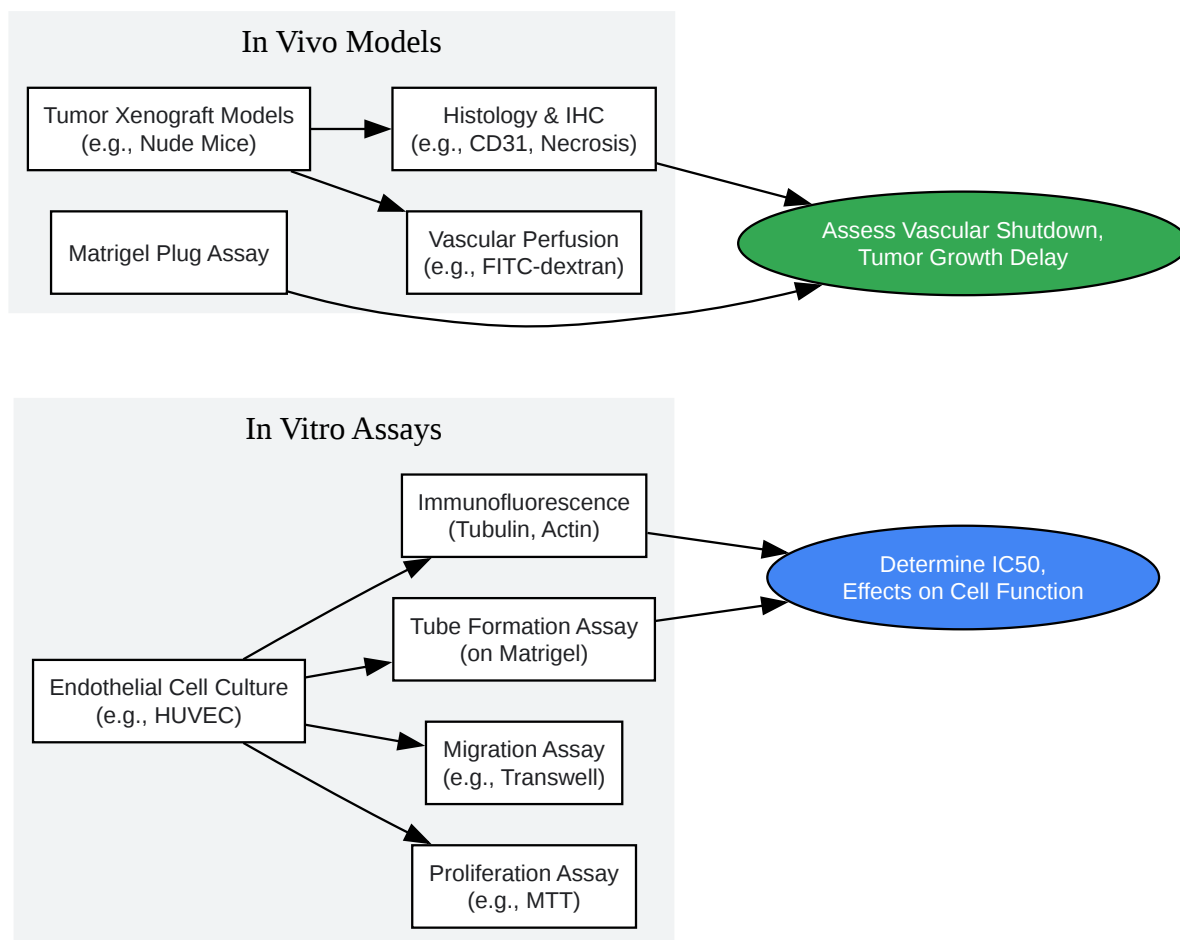 In Vivo Models
Tumor Xenograft Models
(e.g., Nude Mice)
Histology & IHC
(e.g., CD31, Necrosis)
Matrigel Plug Assay
Vascular Perfusion
(e.g., FITC-dextran)
Assess Vascular Shutdown,
Tumor Growth Delay
In Vitro Assays
Immunofluorescence
(Tubulin, Actin)
Tube Formation Assay
(on Matrigel)
Endothelial Cell Culture
(e.g., HUVEC)
Migration Assay
(e.g., Transwell)
Proliferation Assay
(e.g., MTT)
Determine IC50,
Effects on Cell Function